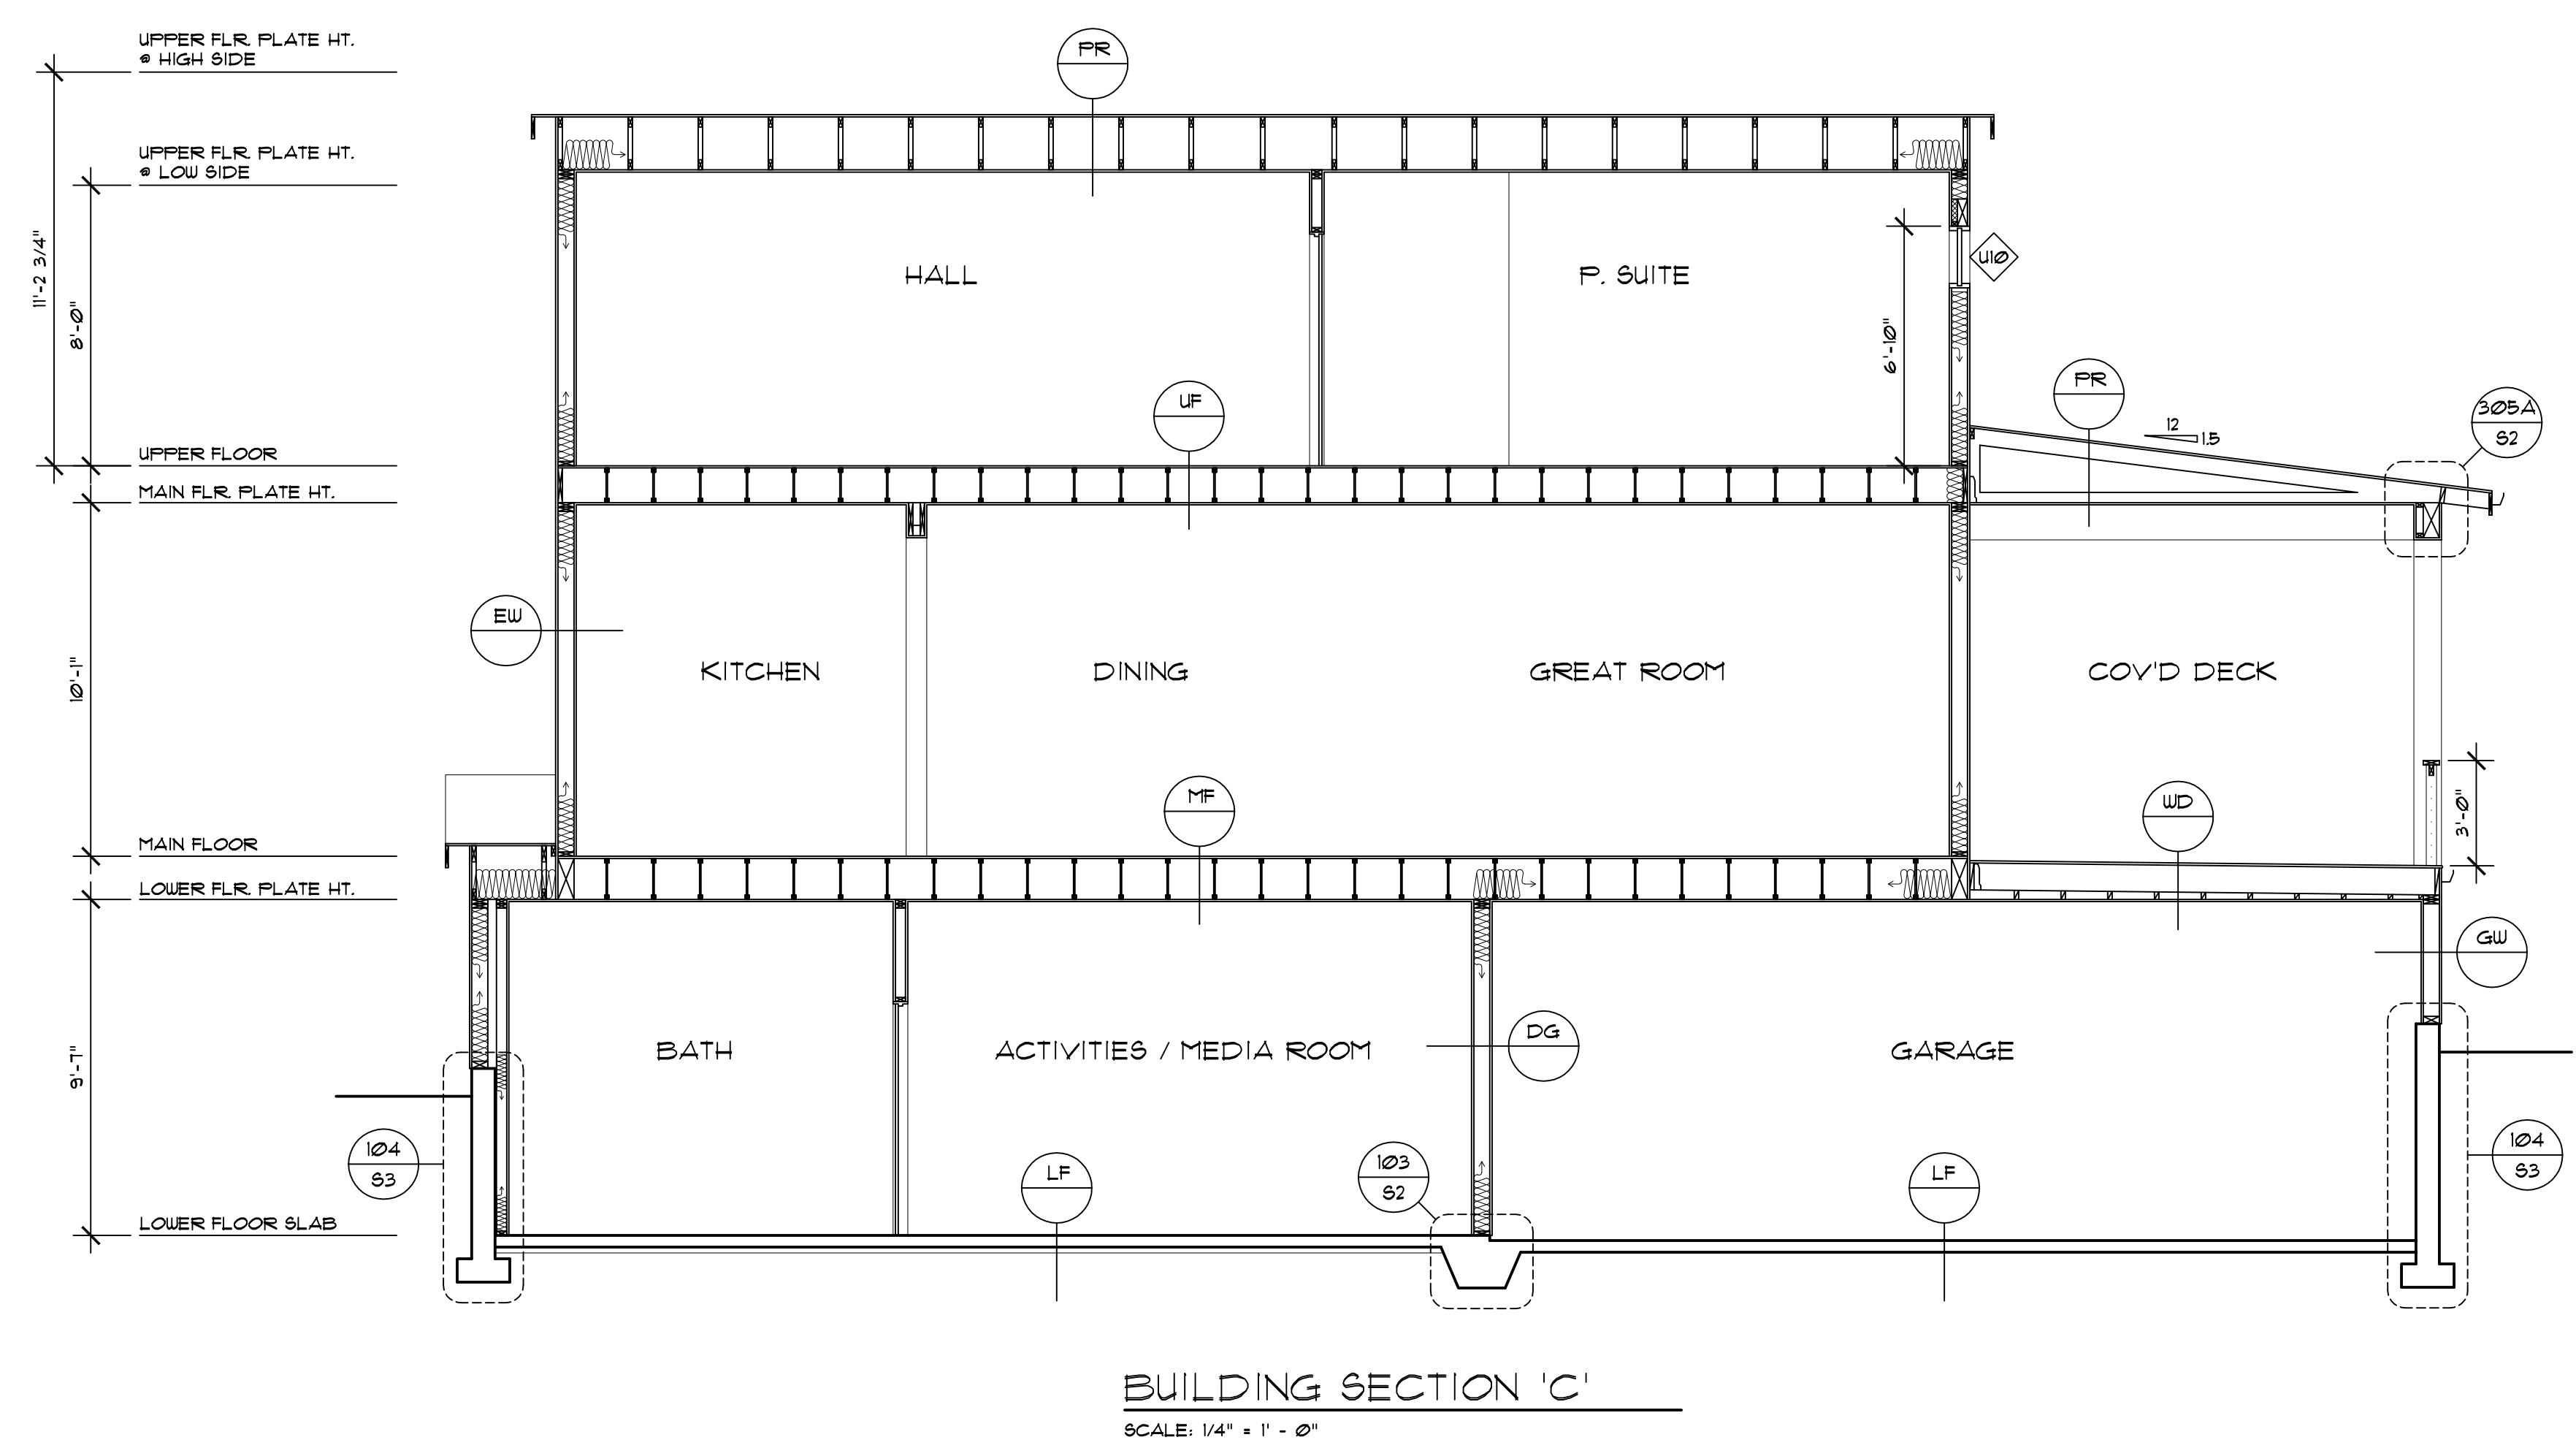 UPPER FLR. PLATE HT.
@ HIGH SIDE
PR
UPPER FLR. PLATE HT.
@ LOW SIDE
11'-2 3/4"
8'-0"
HALL
P. SUITE
U10
6'-10"
UF
PR
12
1.5
305A
S2
UPPER FLOOR
MAIN FLR. PLATE HT.
EW
10'-1"
KITCHEN
DINING
GREAT ROOM
COV'D DECK
MF
WD
3'-0"
MAIN FLOOR
LOWER FLR. PLATE HT.
GW
9'-7"
BATH
ACTIVITIES / MEDIA ROOM
DG
GARAGE
104
S3
LF
103
S2
LF
104
S3
LOWER FLOOR SLAB
BUILDING SECTION 'C'
SCALE: 1/4" = 1' - 0"